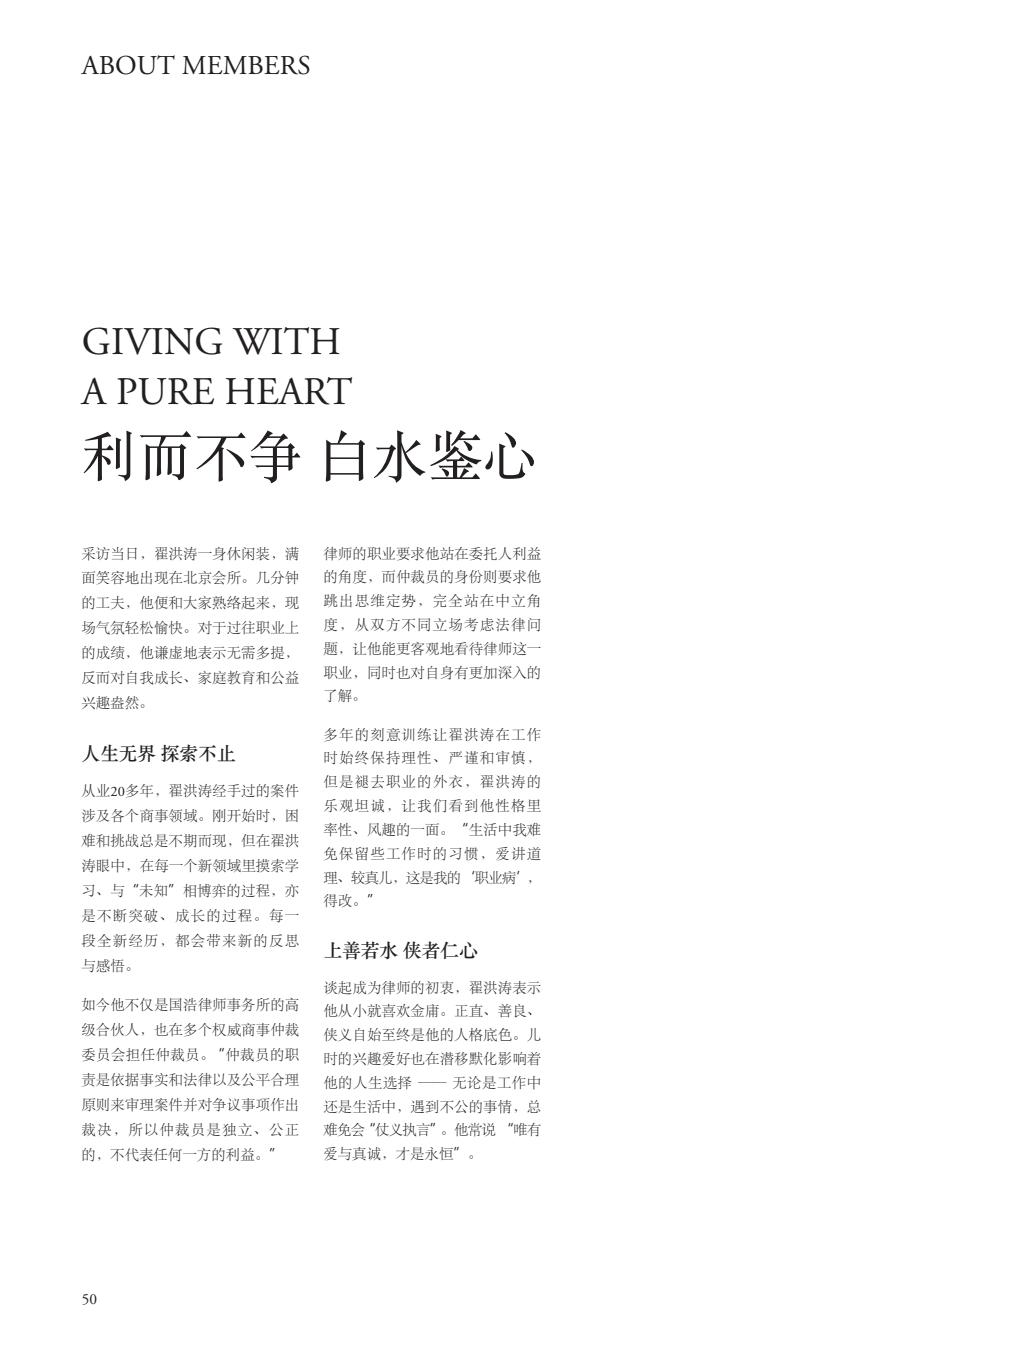 ABOUT MEMBERS
GIVING WITH
A PURE HEART
利而不争 白水鉴心
采访当日，翟洪涛一身休闲装，满
面笑容地出现在北京会所。几分钟
的工夫，他便和大家熟络起来，现
场气氛轻松愉快。对于过往职业上
的成绩，他谦虚地表示无需多提，
反而对自我成长、家庭教育和公益
兴趣盎然。
人生无界 探索不止
从业20多年，翟洪涛经手过的案件
涉及各个商事领域。刚开始时，困
难和挑战总是不期而现，但在翟洪
涛眼中，在每一个新领域里摸索学
习、与“未知”相博弈的过程，亦
是不断突破、成长的过程。每一
段全新经历，都会带来新的反思
与感悟。
如今他不仅是国浩律师事务所的高
级合伙人，也在多个权威商事仲裁
委员会担任仲裁员。“仲裁员的职
责是依据事实和法律以及公平合理
原则来审理案件并对争议事项作出
裁决，所以仲裁员是独立、公正
的，不代表任何一方的利益。”
律师的职业要求他站在委托人利益
的角度，而仲裁员的身份则要求他
跳出思维定势，完全站在中立角
度，从双方不同立场考虑法律问
题，让他能更客观地看待律师这一
职业，同时也对自身有更加深入的
了解。
多年的刻意训练让翟洪涛在工作
时始终保持理性、严谨和审慎，
但是褪去职业的外衣，翟洪涛的
乐观坦诚，让我们看到他性格里
率性、风趣的一面。“生活中我难
免保留些工作时的习惯，爱讲道
理、较真儿，这是我的‘职业病’，
得改。”
上善若水 侠者仁心
谈起成为律师的初衷，翟洪涛表示
他从小就喜欢金庸。正直、善良、
侠义自始至终是他的人格底色。儿
时的兴趣爱好也在潜移默化影响着
他的人生选择 —— 无论是工作中
还是生活中，遇到不公的事情，总
难免会“仗义执言”。他常说 “唯有
爱与真诚，才是永恒”。
50